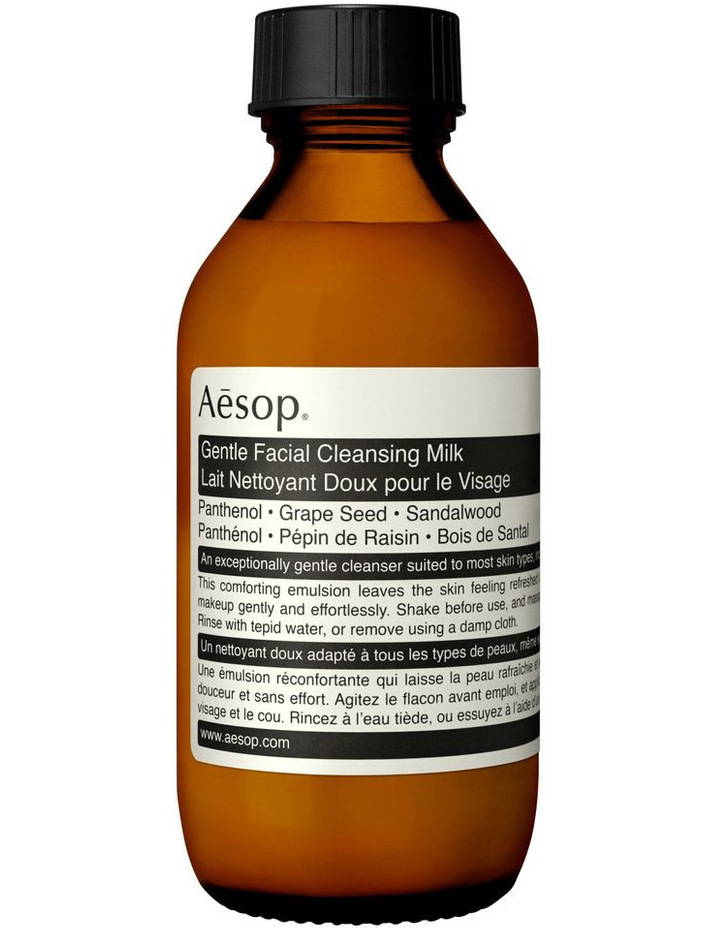 Aēsop.®
Gentle Facial Cleansing Milk
Lait Nettoyant Doux pour le Visage
Panthenol • Grape Seed • Sandalwood
Panthénol • Pépin de Raisin • Bois de Santal
An exceptionally gentle cleanser suited to most skin types,
This comforting emulsion leaves the skin feeling refreshed
makeup gently and effortlessly. Shake before use, and
Rinse with tepid water, or remove using a damp cloth.
Un nettoyant doux adapté à tous les types de peaux, même
Une émulsion réconfortante qui laisse la peau rafraîchie et
douceur et sans effort. Agitez le flacon avant emploi, et
visage et le cou. Rincez à l'eau tiède, ou essuyez à l'aide
www.aesop.com